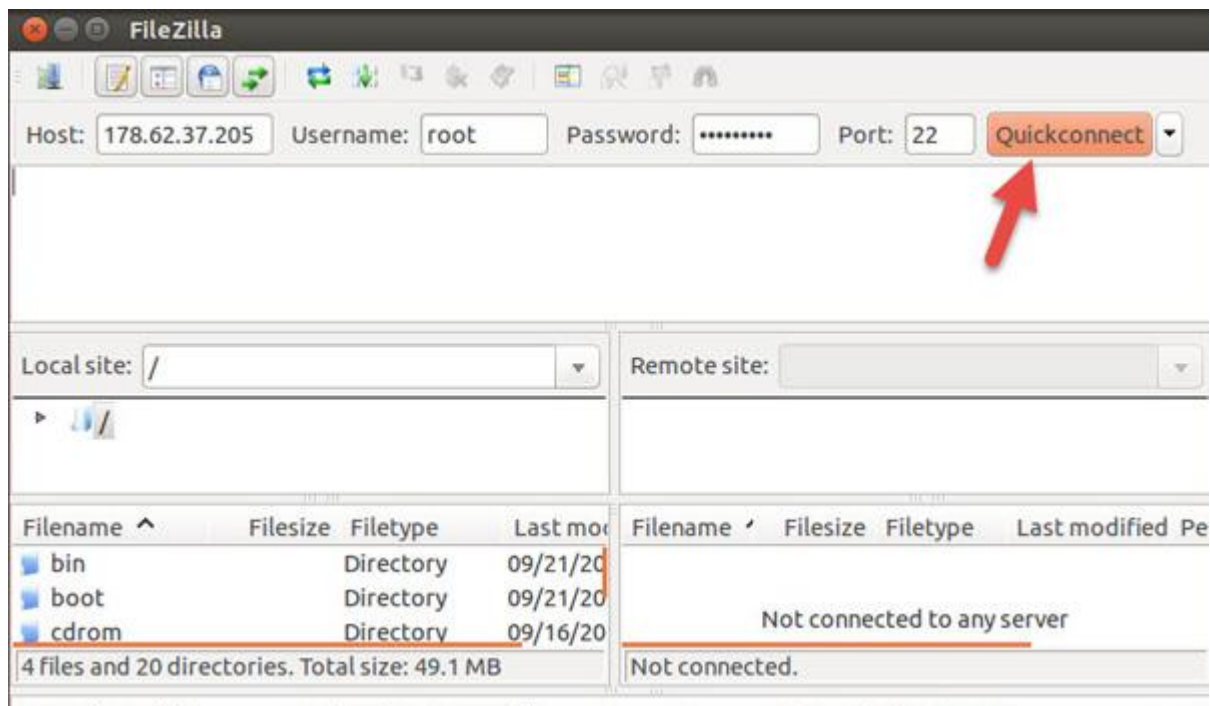 FileZilla
Host: 178.62.37.205 Username: root Password: ••••••••• Port: 22 Quickconnect
Local site: / Remote site:
/
Filename Filesize Filetype Last mod Filename Filesize Filetype Last modified Pe
bin Directory 09/21/20
boot Directory 09/21/20
cdrom Directory 09/16/20
Not connected to any server
4 files and 20 directories. Total size: 49.1 MB Not connected.